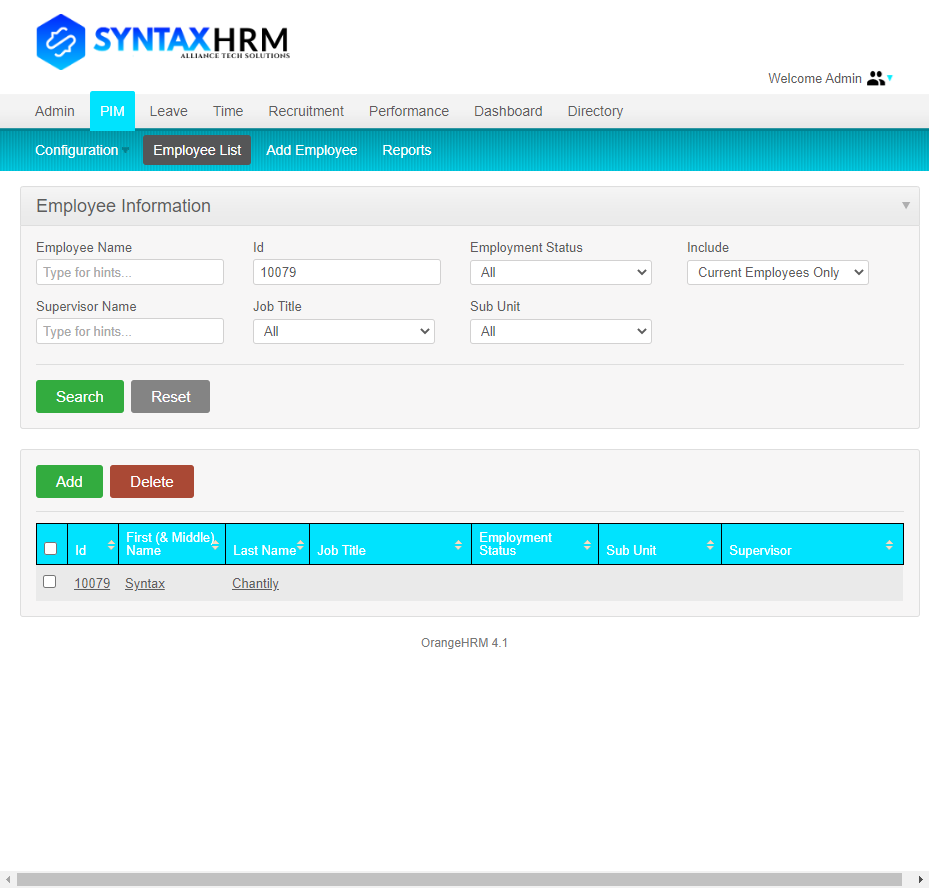 SYNTAXHRM
ALLIANCE TECH SOLUTIONS
Welcome Admin
Admin PIM Leave Time Recruitment Performance Dashboard Directory
Configuration Employee List Add Employee Reports
Employee Information
Employee Name Id Employment Status Include
Type for hints... 10079 All Current Employees Only
Supervisor Name Job Title Sub Unit
Type for hints... All All
Search Reset
Add Delete
Id First (& Middle) Name Last Name Job Title Employment Status Sub Unit Supervisor
10079 Syntax Chantily
OrangeHRM 4.1